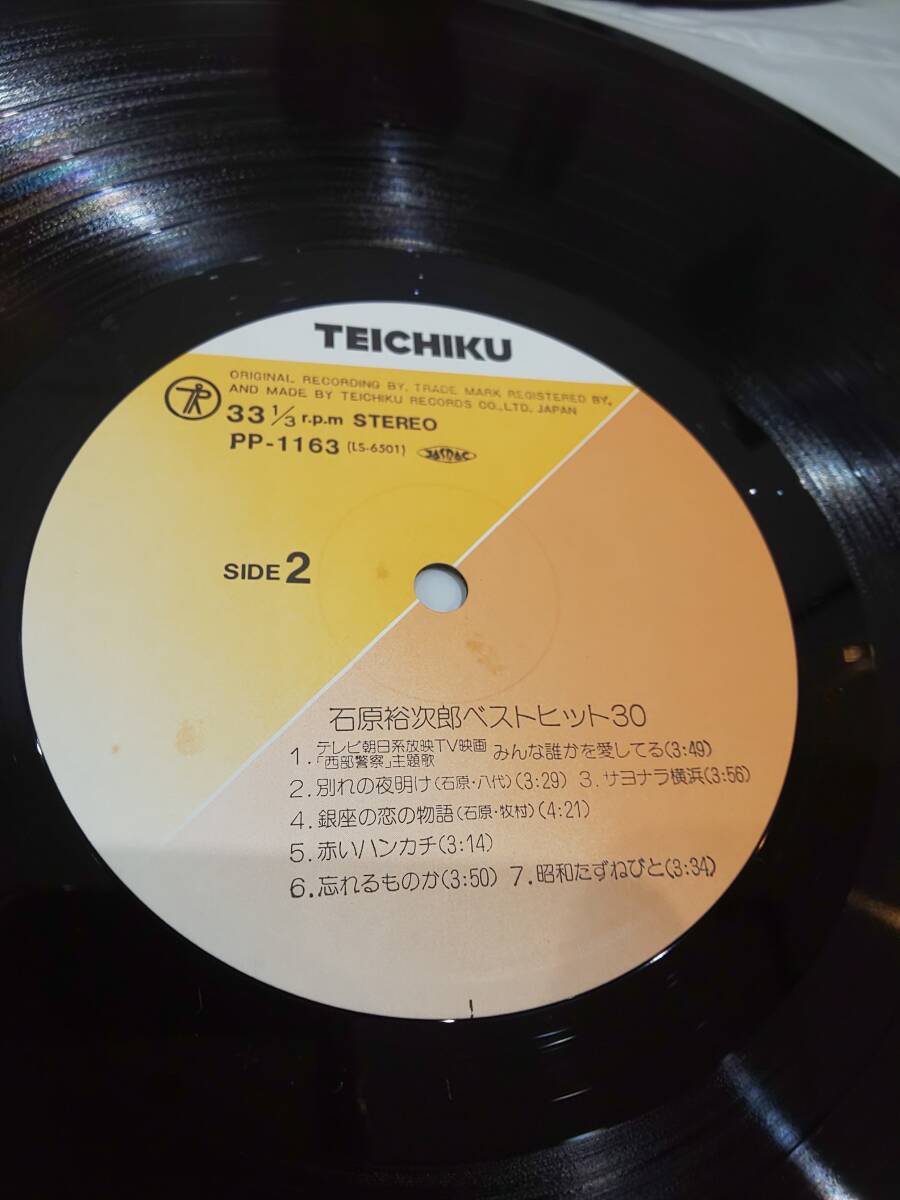 TEICHIKU
ORIGINAL RECORDING BY, TRADE MARK REGISTERED BY,
AND MADE BY TEICHIKU RECORDS CO., LTD. JAPAN
33 1/3 r.p.m STEREO
PP-1163 (LS-6501) JASRAC
SIDE 2
石原裕次郎ベストヒット30
1. テレビ朝日系放映TV映画「西部警察」主題歌 みんな誰かを愛してる(3:49)
2. 別れの夜明け(石原・八代)(3:29) 3. サヨナラ横浜(3:56)
4. 銀座の恋の物語(石原・牧村)(4:21)
5. 赤いハンカチ(3:14)
6. 忘れるものか(3:50) 7. 昭和たずねびと(3:34)